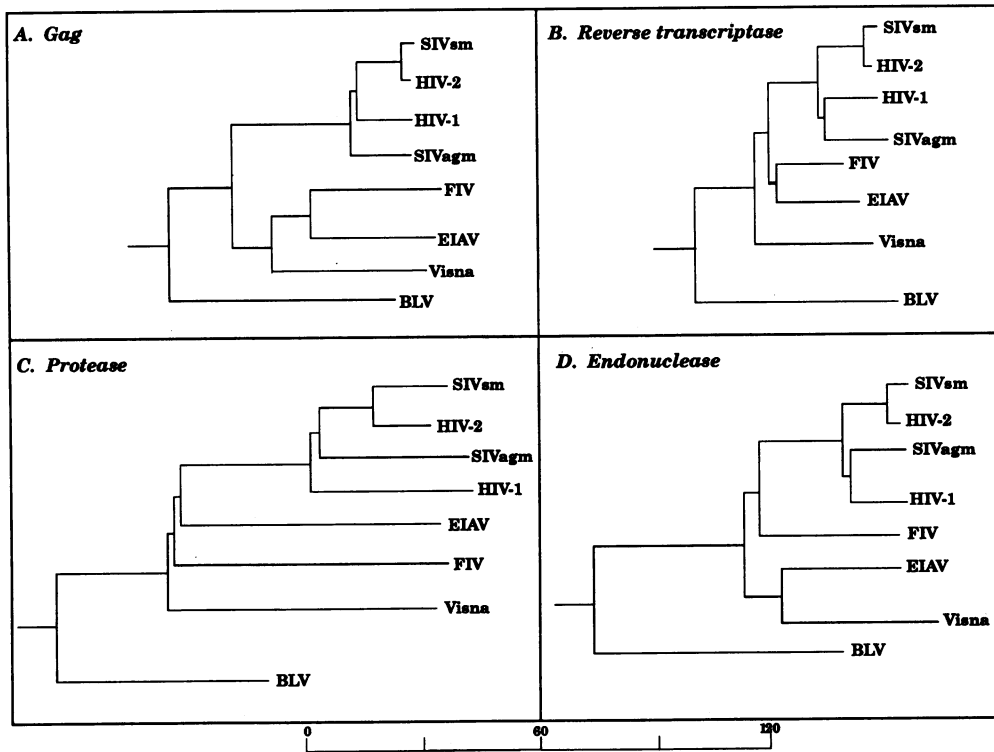 A. Gag
SIVsm
HIV-2
HIV-1
SIVagm
FIV
EIAV
Visna
BLV
B. Reverse transcriptase
SIVsm
HIV-2
HIV-1
SIVagm
FIV
EIAV
Visna
BLV
C. Protease
SIVsm
HIV-2
SIVagm
HIV-1
EIAV
FIV
Visna
BLV
D. Endonuclease
SIVsm
HIV-2
SIVagm
HIV-1
FIV
EIAV
Visna
BLV
0 60 120